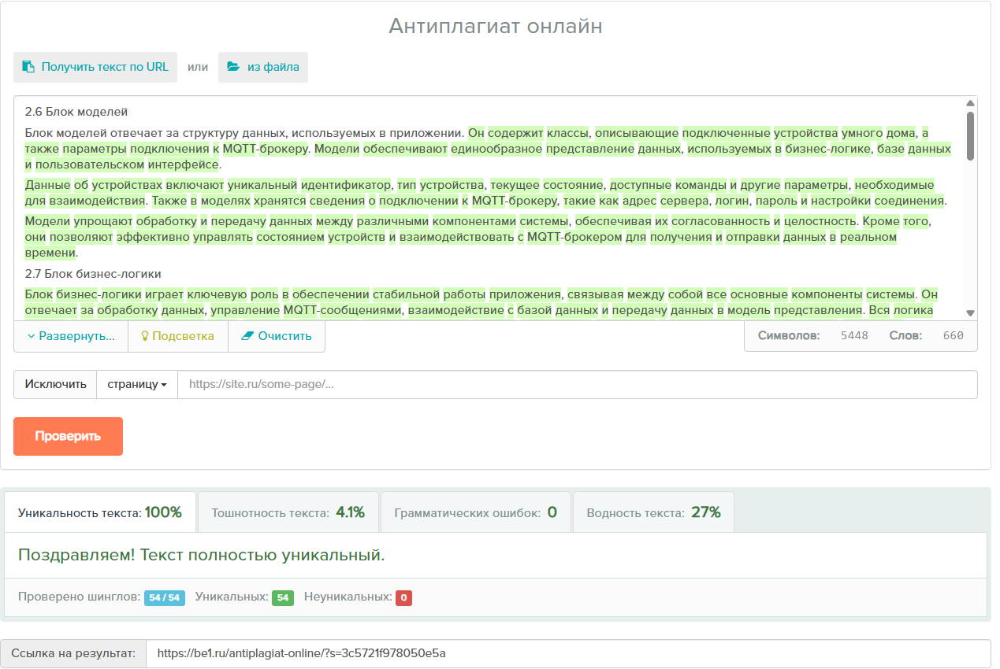 Антиплагиат онлайн
Получить текст по URL или из файла
2.6 Блок моделей
Блок моделей отвечает за структуру данных, используемых в приложении. Он содержит классы, описывающие подключенные устройства умного дома, а
также параметры подключения к MQTT-брокеру. Модели обеспечивают единообразное представление данных, используемых в бизнес-логике, базе данных
и пользовательском интерфейсе.
Данные об устройствах включают уникальный идентификатор, тип устройства, текущее состояние, доступные команды и другие параметры, необходимые
для взаимодействия. Также в моделях хранятся сведения о подключении к MQTT-брокеру, такие как адрес сервера, логин, пароль и настройки соединения.
Модели упрощают обработку и передачу данных между различными компонентами системы, обеспечивая их согласованность и целостность. Кроме того,
они позволяют эффективно управлять состоянием устройств и взаимодействовать с MQTT-брокером для получения и отправки данных в реальном
времени.
2.7 Блок бизнес-логики
Блок бизнес-логики играет ключевую роль в обеспечении стабильной работы приложения, связывая между собой все основные компоненты системы. Он
отвечает за обработку данных, управление MQTT-сообщениями, взаимодействие с базой данных и передачу данных в модель представления. Вся логика
Развернуть... Подсветка Очистить Символов: 5448 Слов: 660
Исключить страницу https://site.ru/some-page/...
Проверить
Уникальность текста: 100% Тошнотность текста: 4.1% Грамматических ошибок: 0 Водность текста: 27%
Поздравляем! Текст полностью уникальный.
Проверено шинглов: 54 / 54 Уникальных: 54 Неуникальных: 0
Ссылка на результат: https://be1.ru/antiplagiat-online/?s=3c5721f978050e5a